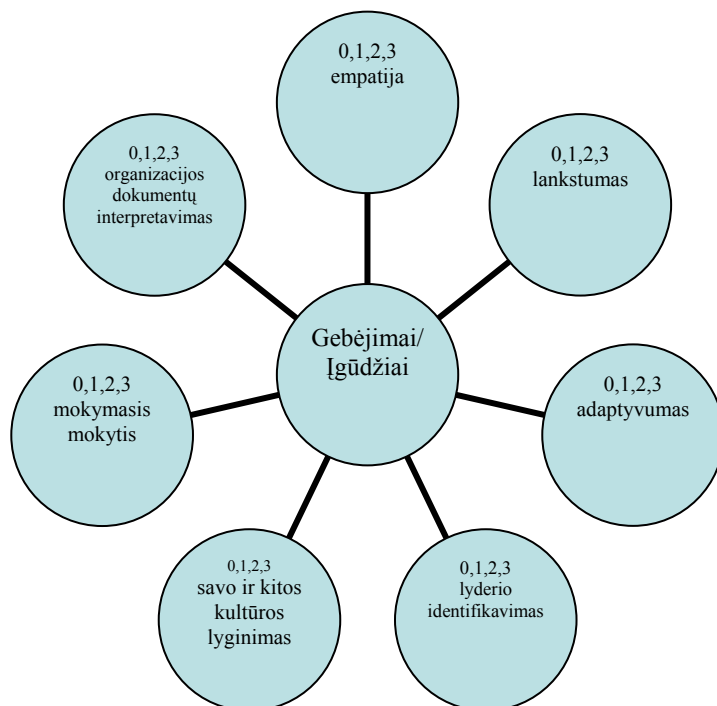 0,1,2,3
empatija
0,1,2,3
lankstumas
0,1,2,3
adaptyvumas
0,1,2,3
lyderio
identifikavimas
0,1,2,3
savo ir kitos
kultūros
lyginimas
0,1,2,3
mokymasis
mokytis
0,1,2,3
organizacijos
dokumentų
interpretavimas
Gebėjimai/
Įgūdžiai